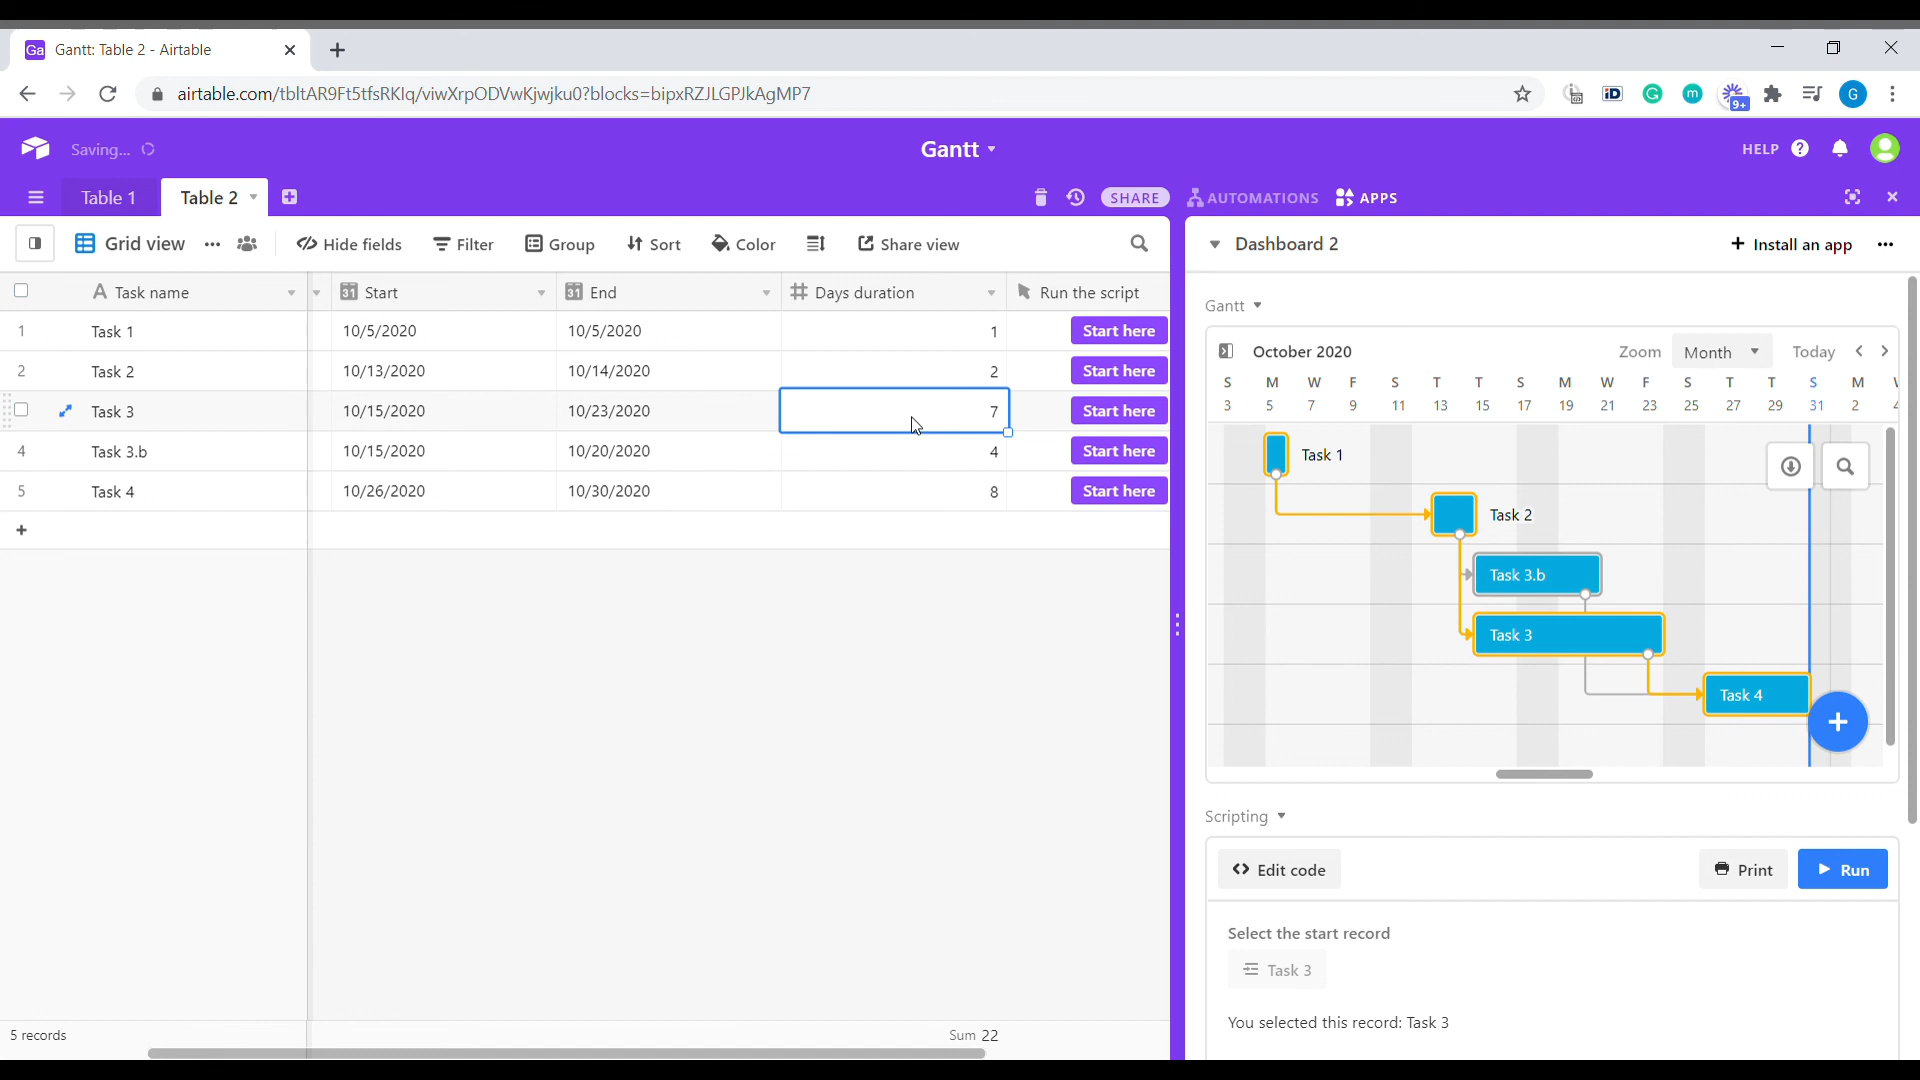 Ga Gantt: Table 2 - Airtable
airtable.com/tbltAR9Ft5tfsRKIq/viwXrpODVwKjwjku0?blocks=bipxRZJLGPJkAgMP7
iD G m 9+ G
Saving... Gantt HELP ?
Table 1 Table 2 SHARE AUTOMATIONS APPS
Grid view Hide fields Filter Group Sort Color Share view Dashboard 2 + Install an app
A Task name 31 Start 31 End # Days duration Run the script
1 Task 1 10/5/2020 10/5/2020 1 Start here
2 Task 2 10/13/2020 10/14/2020 2 Start here
Task 3 10/15/2020 10/23/2020 7 Start here
4 Task 3.b 10/15/2020 10/20/2020 4 Start here
5 Task 4 10/26/2020 10/30/2020 8 Start here
+
5 records Sum 22
Gantt
October 2020 Zoom Month Today
S M W F S T T S M W F S T T S M
3 5 7 9 11 13 15 17 19 21 23 25 27 29 31 2 4
Task 1
Task 2
Task 3.b
Task 3
Task 4
+
Scripting
<> Edit code Print Run
Select the start record
Task 3
You selected this record: Task 3